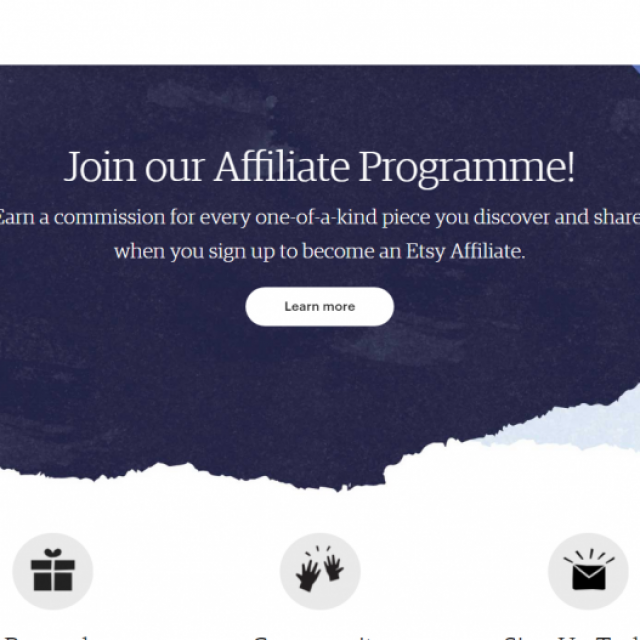 Join our Affiliate Programme!
Earn a commission for every one-of-a-kind piece you discover and share
when you sign up to become an Etsy Affiliate.
Learn more